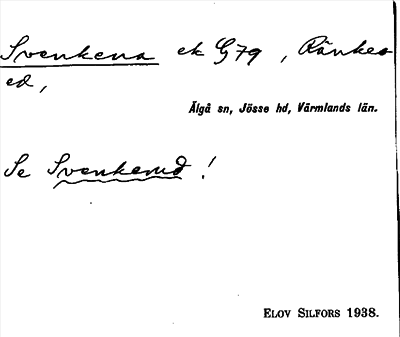 Svenkena ek G79, Ränkes-
ed,
Älgå sn, Jösse hd, Värmlands län.
Se Svenkerud!
ELOV SILFORS 1938.